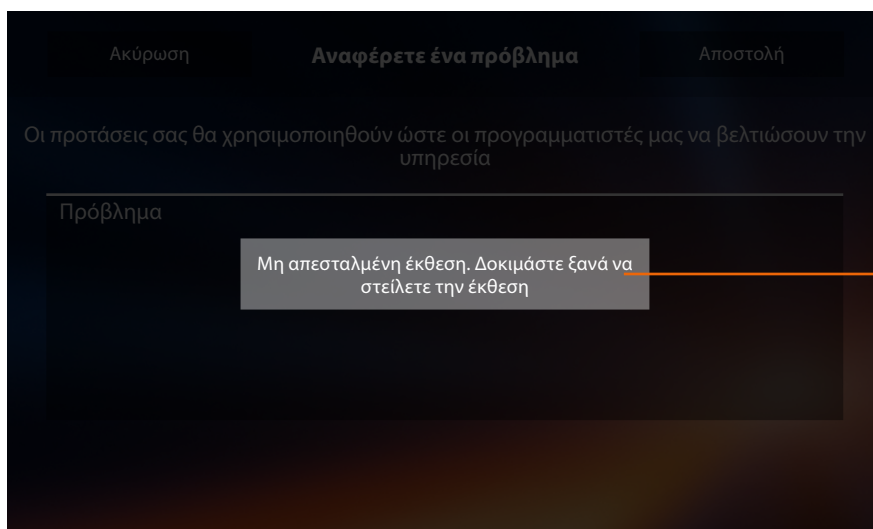 Ακύρωση Αναφέρετε ένα πρόβλημα Αποστολή
Οι προτάσεις σας θα χρησιμοποιηθούν ώστε οι προγραμματιστές μας να βελτιώσουν την
υπηρεσία
Πρόβλημα
Μη απεσταλμένη έκθεση. Δοκιμάστε ξανά να
στείλετε την έκθεση